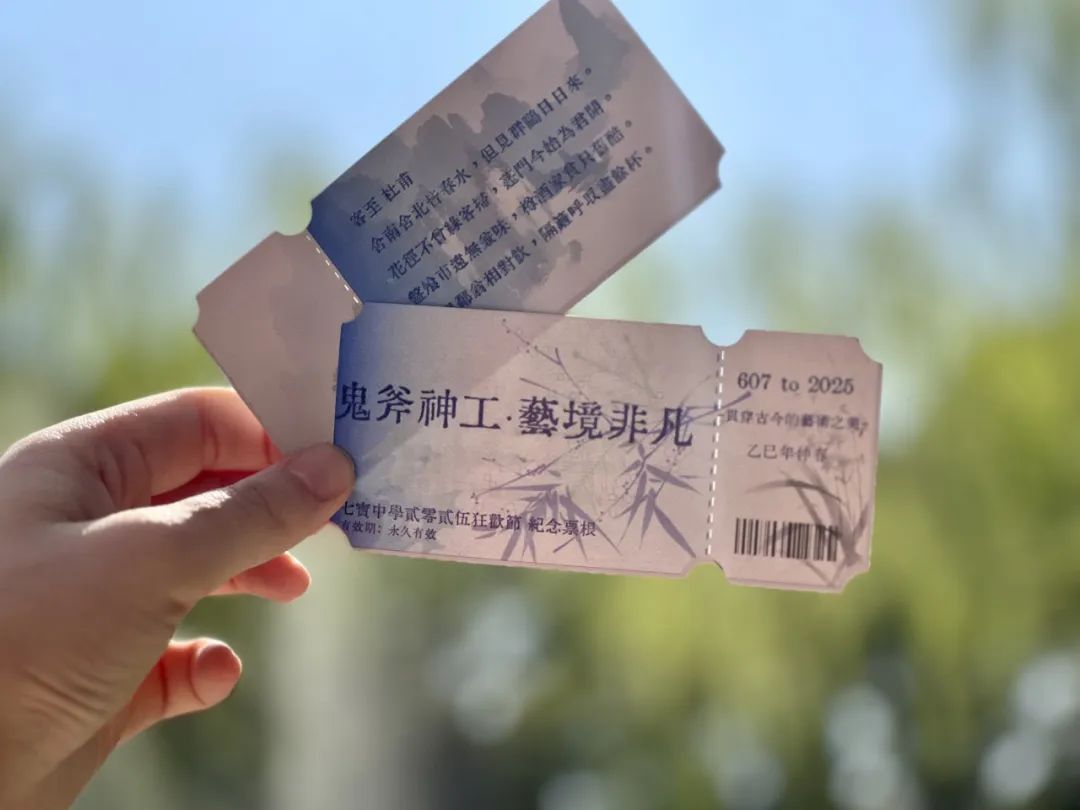 客至 杜甫
舍南舍北皆春水，但見群鷗日日來。
花徑不曾緣客掃，蓬門今始為君開。
盤飧市遠無兼味，樽酒家貧只舊醅。
鄰翁相對飲，隔籬呼取盡餘杯。
鬼斧神工·藝境非凡
七寶中學貳零貳伍狂歡節 紀念票根
有效期：永久有效
607 to 2025
貫穿古今的藝術之美
乙巳年仲春